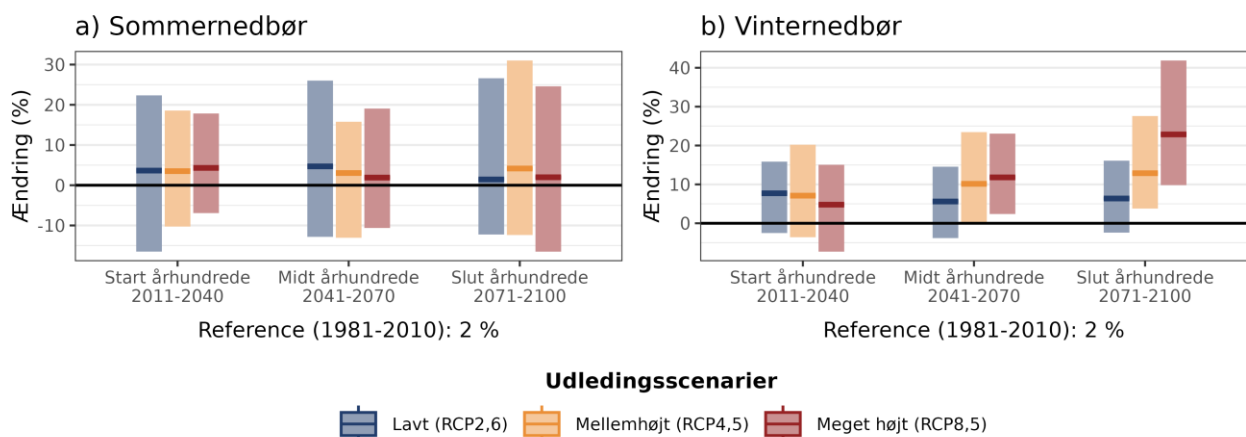 a) Sommernedbør
Ændring (%)
30
20
10
0
-10
Start århundrede
2011-2040
Midt århundrede
2041-2070
Slut århundrede
2071-2100
Reference (1981-2010): 2 %
b) Vinternedbør
Ændring (%)
40
30
20
10
0
Start århundrede
2011-2040
Midt århundrede
2041-2070
Slut århundrede
2071-2100
Reference (1981-2010): 2 %
Udledingsscenarier
Lavt (RCP2,6)
Mellemhøjt (RCP4,5)
Meget højt (RCP8,5)